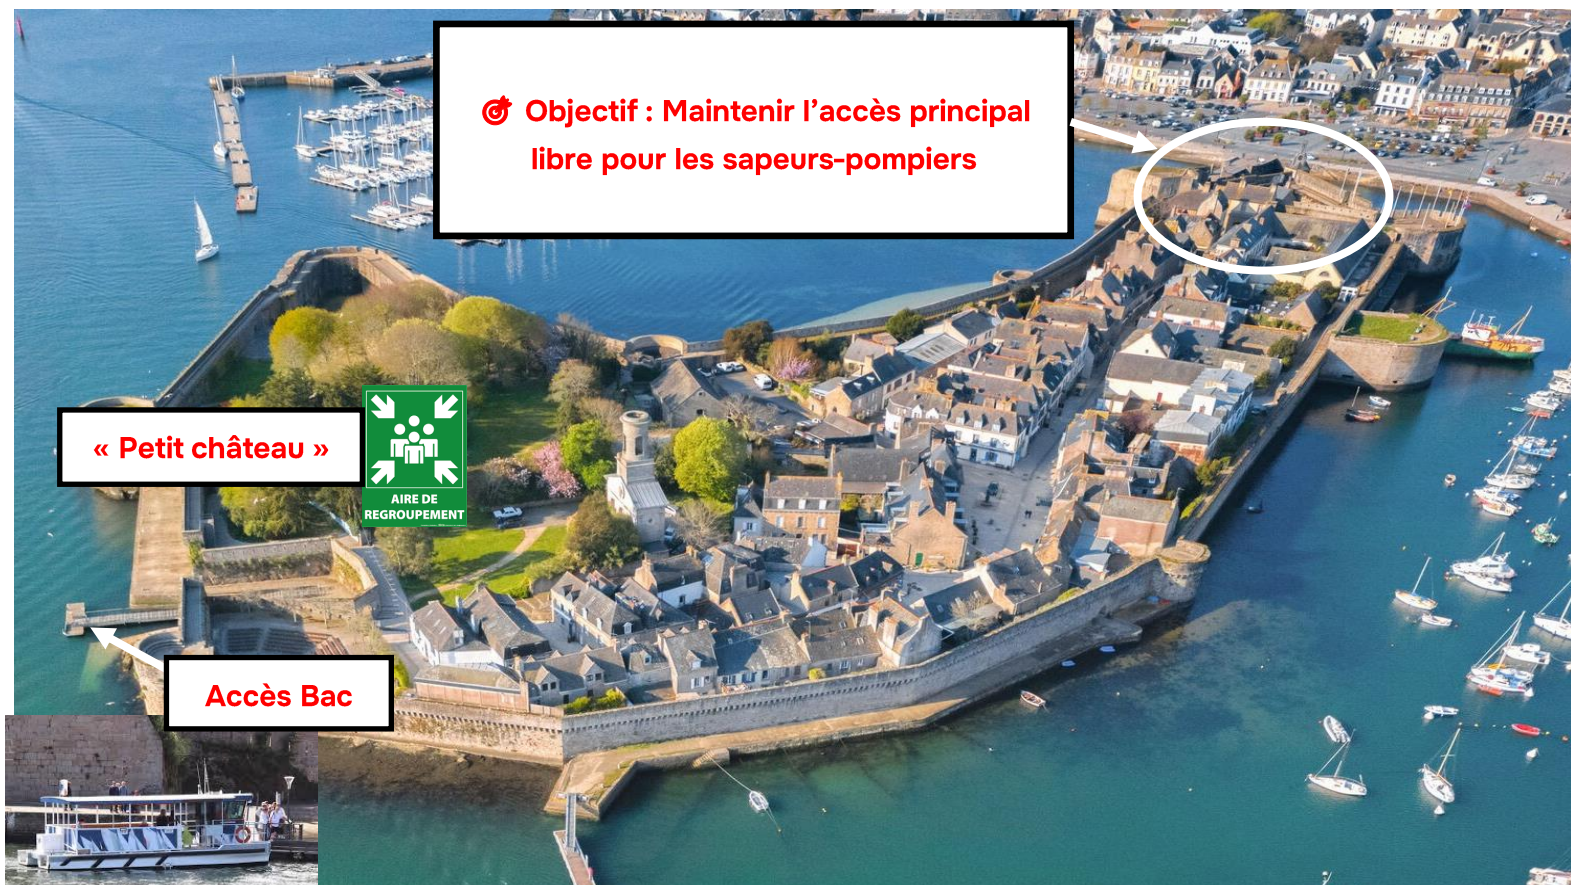 Objectif : Maintenir l’accès principal
libre pour les sapeurs-pompiers
« Petit château »
AIRE DE
REGROUPEMENT
Accès Bac